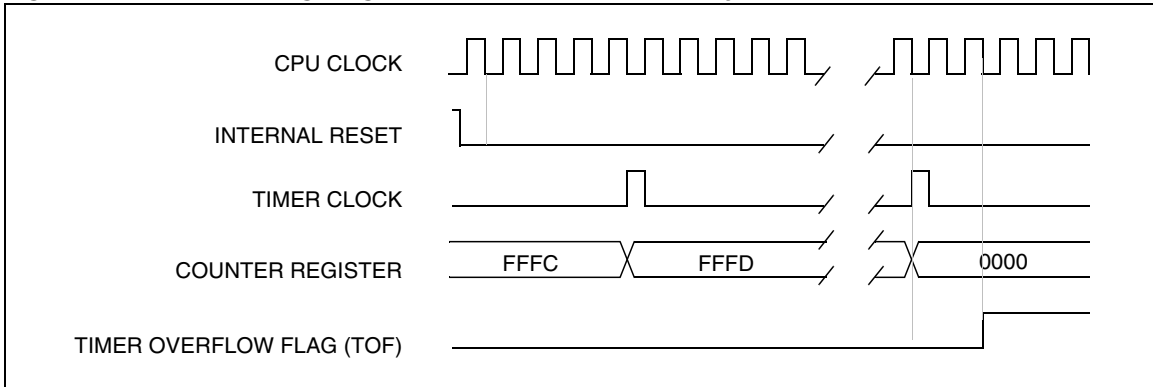 CPU CLOCK
INTERNAL RESET
TIMER CLOCK
COUNTER REGISTER
FFFC
FFFD
0000
TIMER OVERFLOW FLAG (TOF)